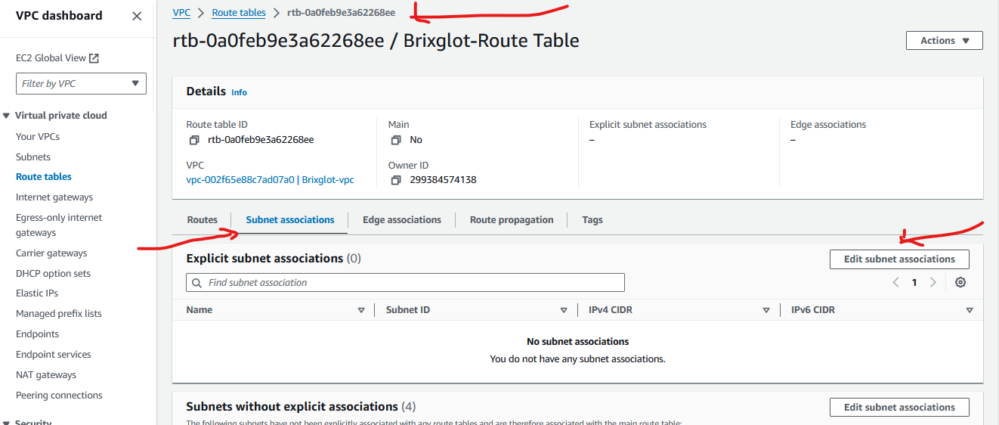 VPC dashboard
EC2 Global View
Filter by VPC
Virtual private cloud
Your VPCs
Subnets
Route tables
Internet gateways
Egress-only internet
gateways
Carrier gateways
DHCP option sets
Elastic IPs
Managed prefix lists
Endpoints
Endpoint services
NAT gateways
Peering connections
Security
VPC > Route tables > rtb-0a0feb9e3a62268ee
rtb-0a0feb9e3a62268ee / Brixglot-Route Table
Actions
Details Info
Route table ID
rtb-0a0feb9e3a62268ee
Main
No
Explicit subnet associations
–
Edge associations
–
VPC
vpc-002f65e88c7ad07a0 | Brixglot-vpc
Owner ID
299384574138
Routes Subnet associations Edge associations Route propagation Tags
Explicit subnet associations (0)
Edit subnet associations
Find subnet association
1
Name Subnet ID IPv4 CIDR IPv6 CIDR
No subnet associations
You do not have any subnet associations.
Subnets without explicit associations (4)
Edit subnet associations
The following subnets have not been explicitly associated with any route tables and are therefore associated with the main route table: